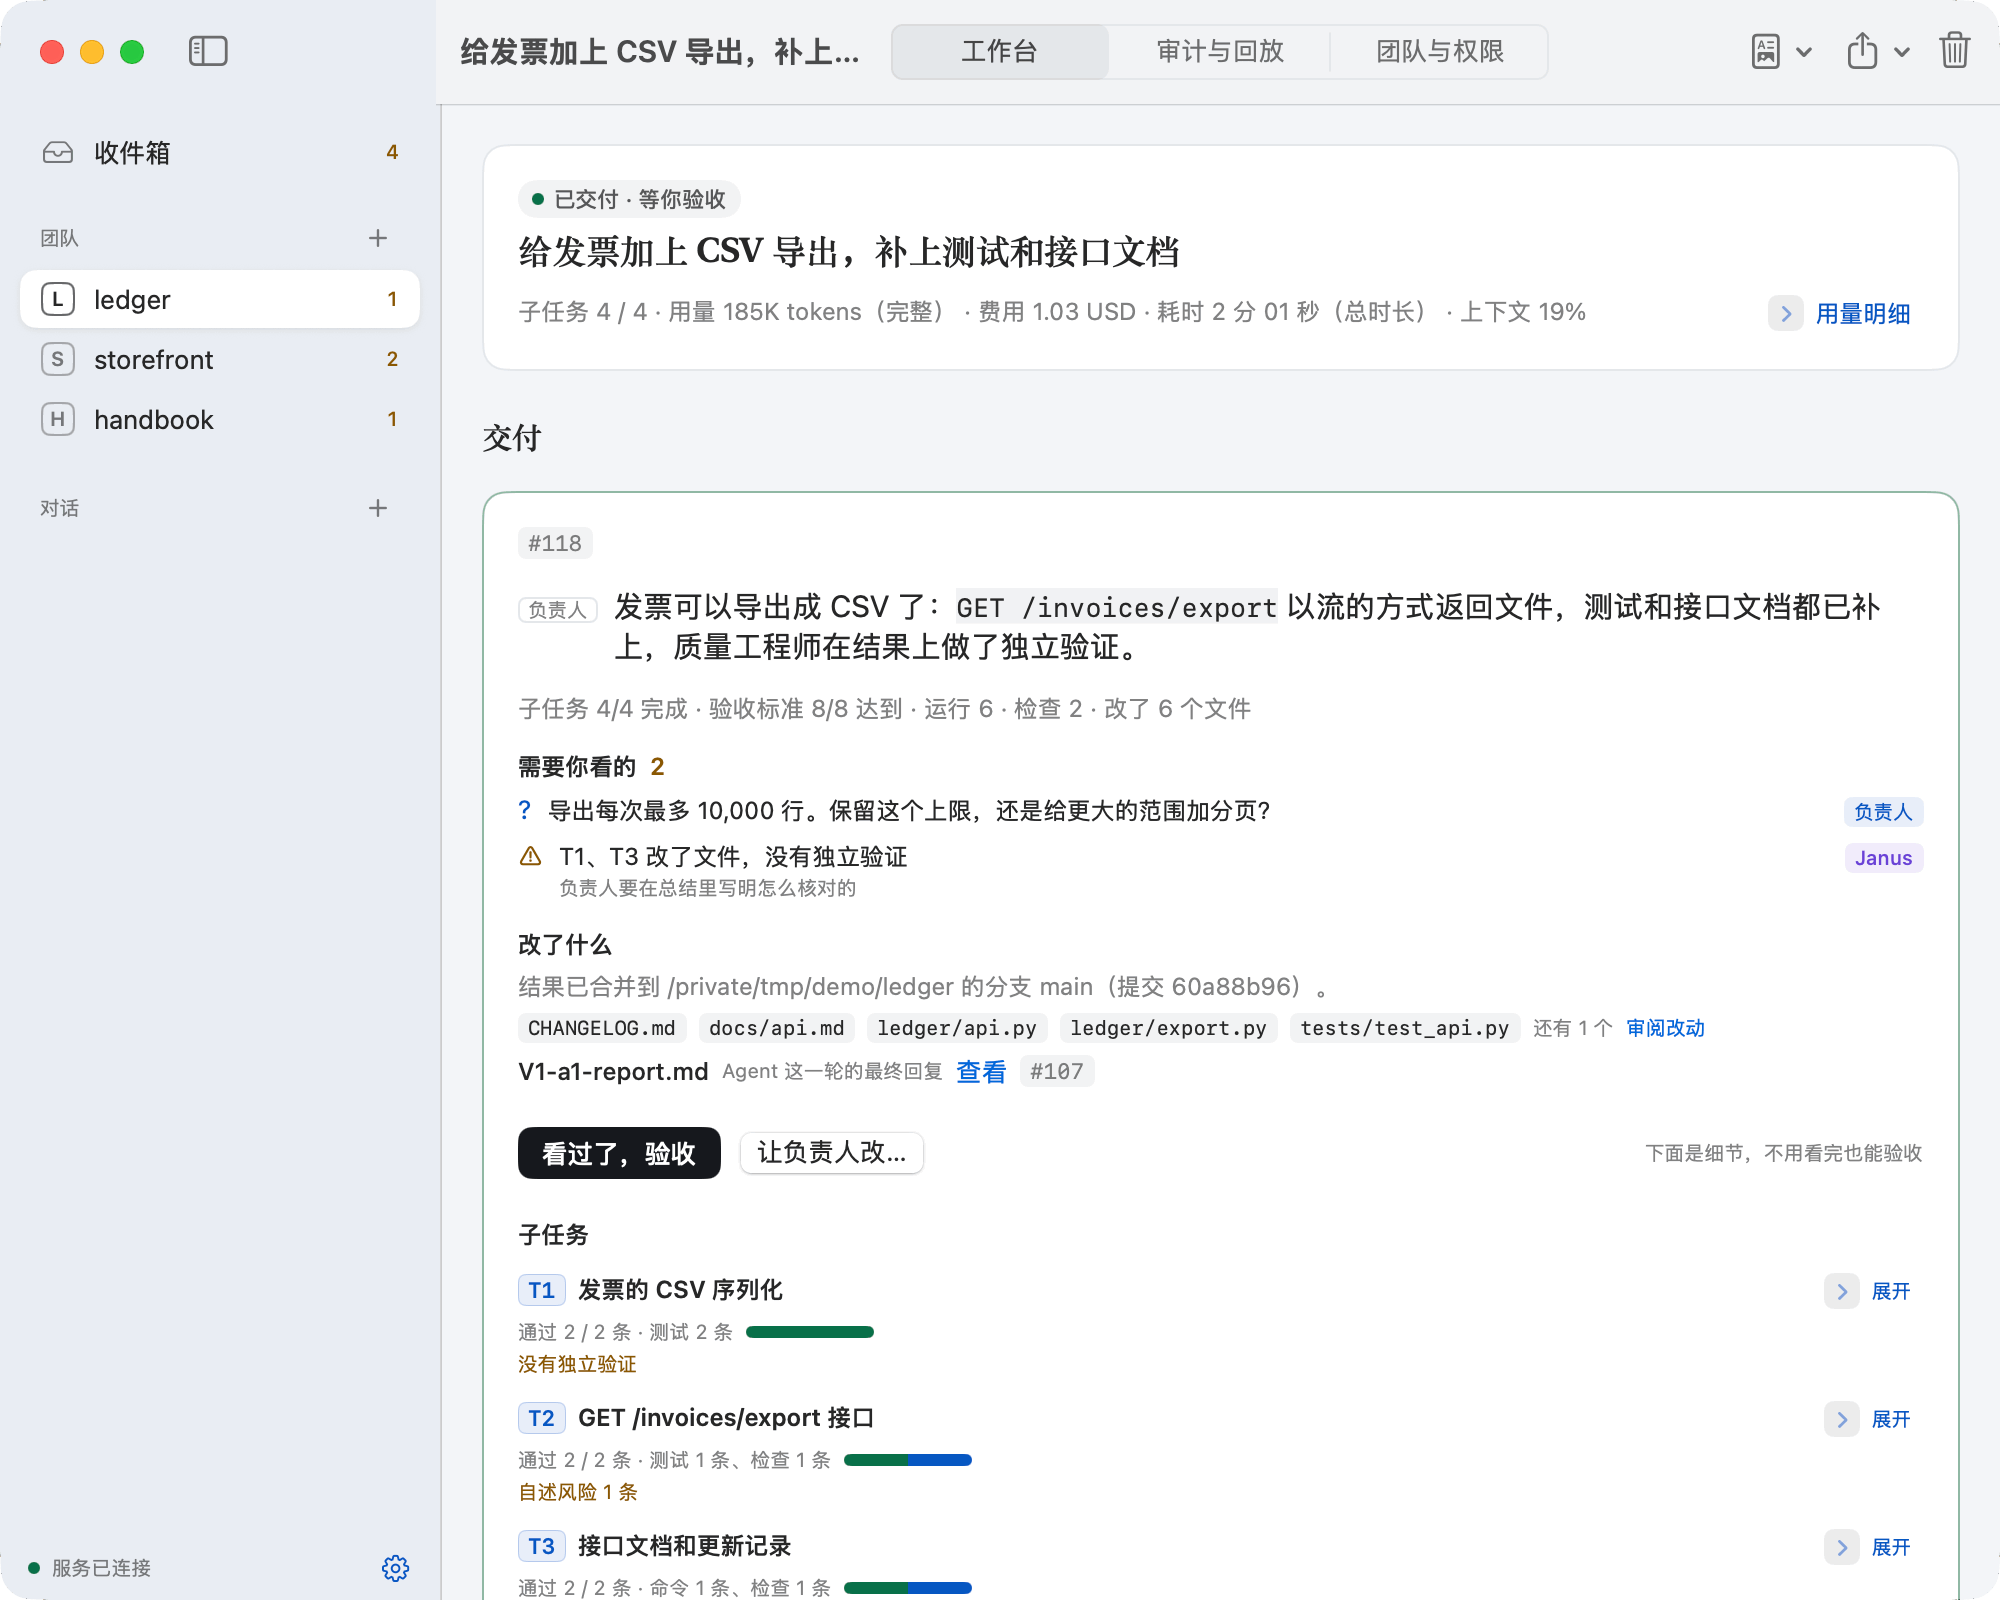 给发票加上 CSV 导出，补上...
工作台
审计与回放
团队与权限
收件箱 4
团队
L ledger 1
S storefront 2
H handbook 1
对话
服务已连接
已交付 · 等你验收
给发票加上 CSV 导出，补上测试和接口文档
子任务 4 / 4 · 用量 185K tokens（完整） · 费用 1.03 USD · 耗时 2 分 01 秒（总时长） · 上下文 19%
用量明细
交付
#118
负责人 发票可以导出成 CSV 了：GET /invoices/export 以流的方式返回文件，测试和接口文档都已补
上，质量工程师在结果上做了独立验证。
子任务 4/4 完成 · 验收标准 8/8 达到 · 运行 6 · 检查 2 · 改了 6 个文件
需要你看的 2
? 导出每次最多 10,000 行。保留这个上限，还是给更大的范围加分页？ 负责人
T1、T3 改了文件，没有独立验证 Janus
负责人要在总结里写明怎么核对的
改了什么
结果已合并到 /private/tmp/demo/ledger 的分支 main（提交 60a88b96）。
CHANGELOG.md docs/api.md ledger/api.py ledger/export.py tests/test_api.py 还有 1 个 审阅改动
V1-a1-report.md Agent 这一轮的最终回复 查看 #107
看过了，验收 让负责人改... 下面是细节，不用看完也能验收
子任务
T1 发票的 CSV 序列化 展开
通过 2 / 2 条 · 测试 2 条
没有独立验证
T2 GET /invoices/export 接口 展开
通过 2 / 2 条 · 测试 1 条、检查 1 条
自述风险 1 条
T3 接口文档和更新记录 展开
通过 2 / 2 条 · 命令 1 条、检查 1 条